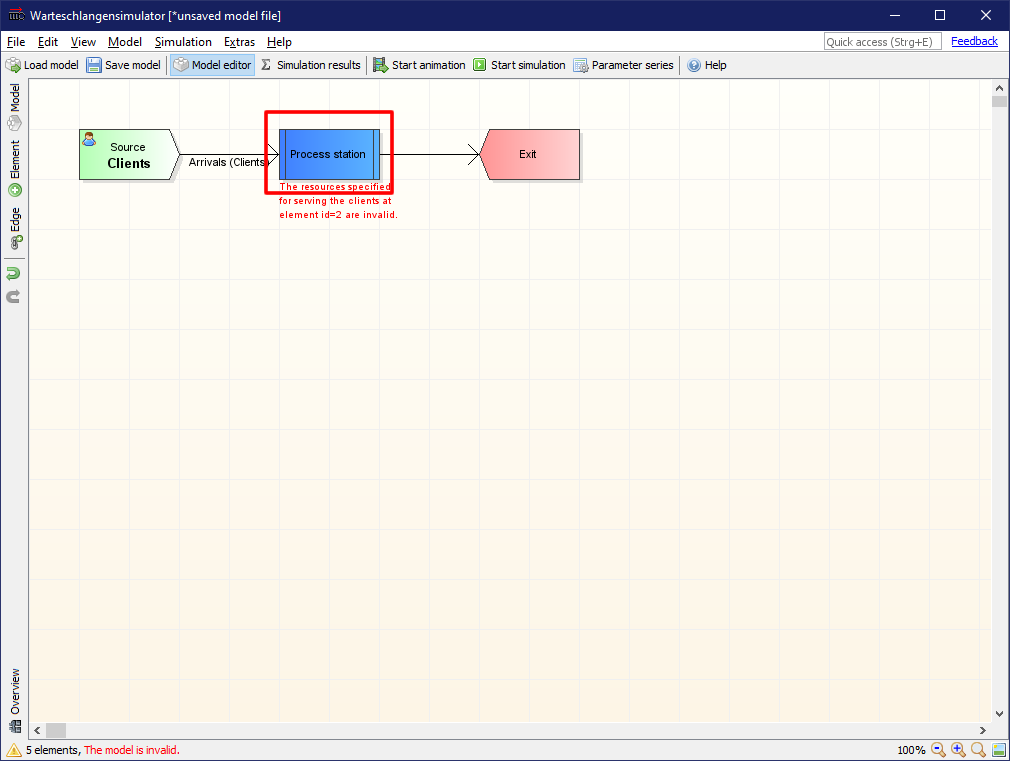 Warteschlangensimulator [*unsaved model file]
File Edit View Model Simulation Extras Help
Quick access (Strg+E) Feedback
Load model Save model Model editor Σ Simulation results Start animation Start simulation Parameter series Help
Model
Element
Edge
Source
Clients
Arrivals (Clients
Process station
Exit
The resources specified
for serving the clients at
element id=2 are invalid.
Overview
5 elements, The model is invalid.
100%